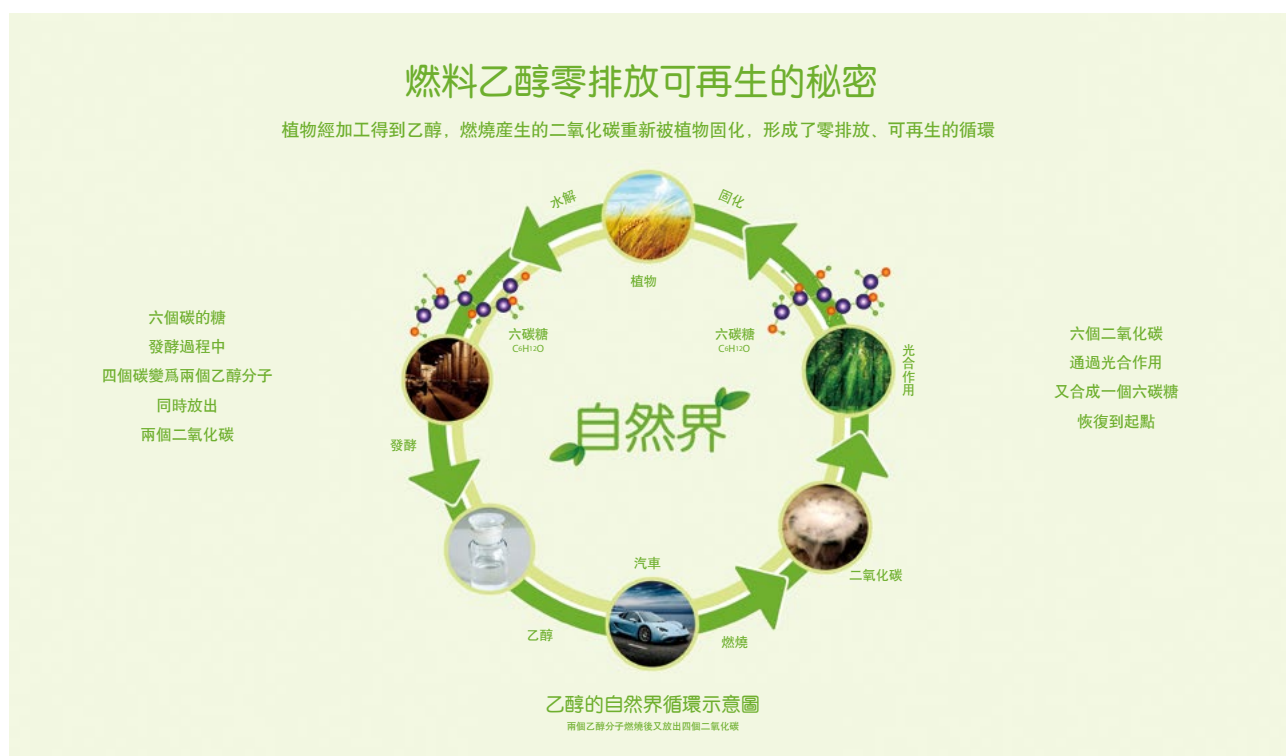 燃料乙醇零排放可再生的秘密
植物經加工得到乙醇，燃燒産生的二氧化碳重新被植物固化，形成了零排放、可再生的循環
水解
固化
植物
六碳糖
C6H12O
六碳糖
C6H12O
光合作用
六個碳的糖
發酵過程中
四個碳變爲兩個乙醇分子
同時放出
兩個二氧化碳
六個二氧化碳
通過光合作用
又合成一個六碳糖
恢復到起點
自然界
發酵
汽車
二氧化碳
乙醇
燃燒
乙醇的自然界循環示意圖
兩個乙醇分子燃燒後又放出四個二氧化碳